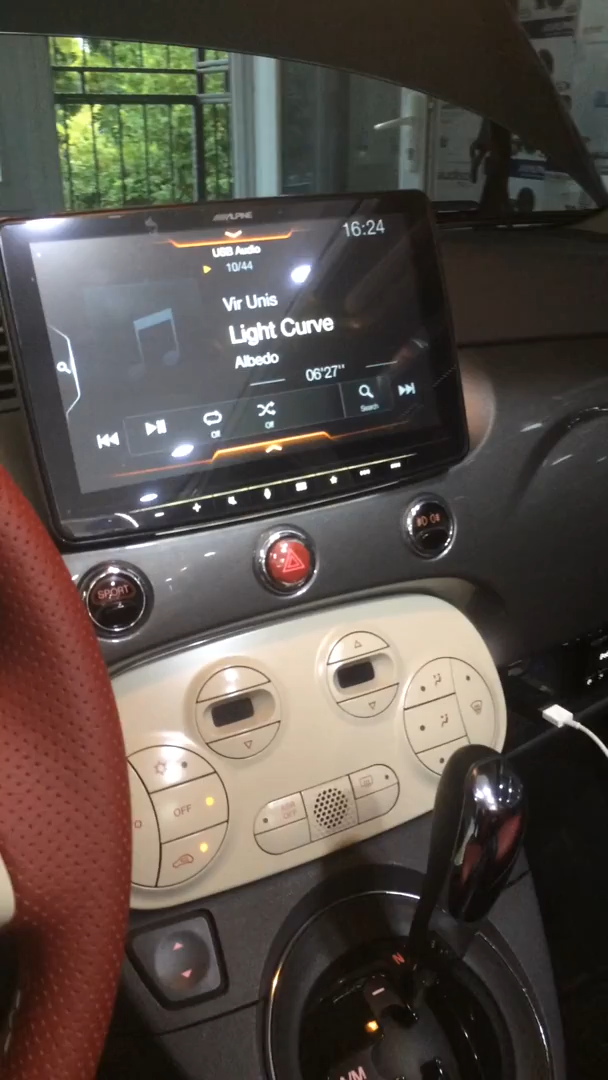 ALPINE
16:24
USB Audio
10/44
Vir Unis
Light Curve
Albedo
06'27''
Off
Off
Search
SPORT
OFF
OFF
N